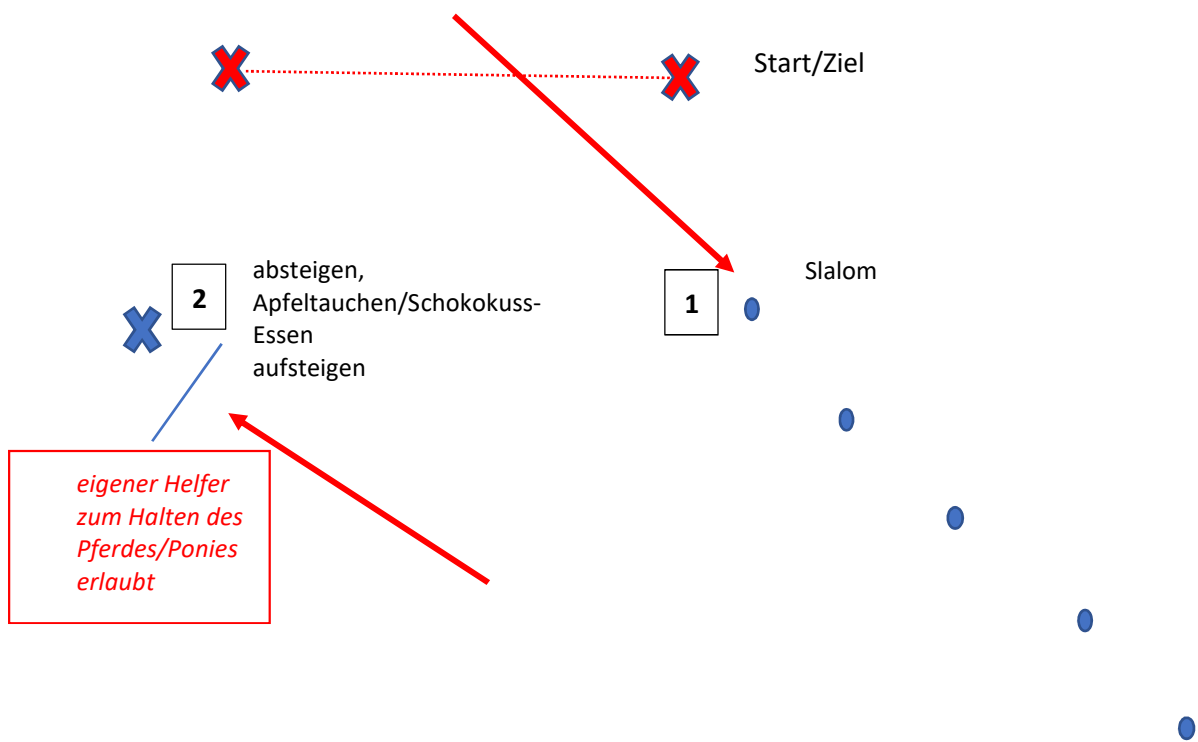 Start/Ziel
2
absteigen,
Apfeltauchen/Schokokuss-
Essen
aufsteigen
1
Slalom
eigener Helfer
zum Halten des
Pferdes/Ponies
erlaubt